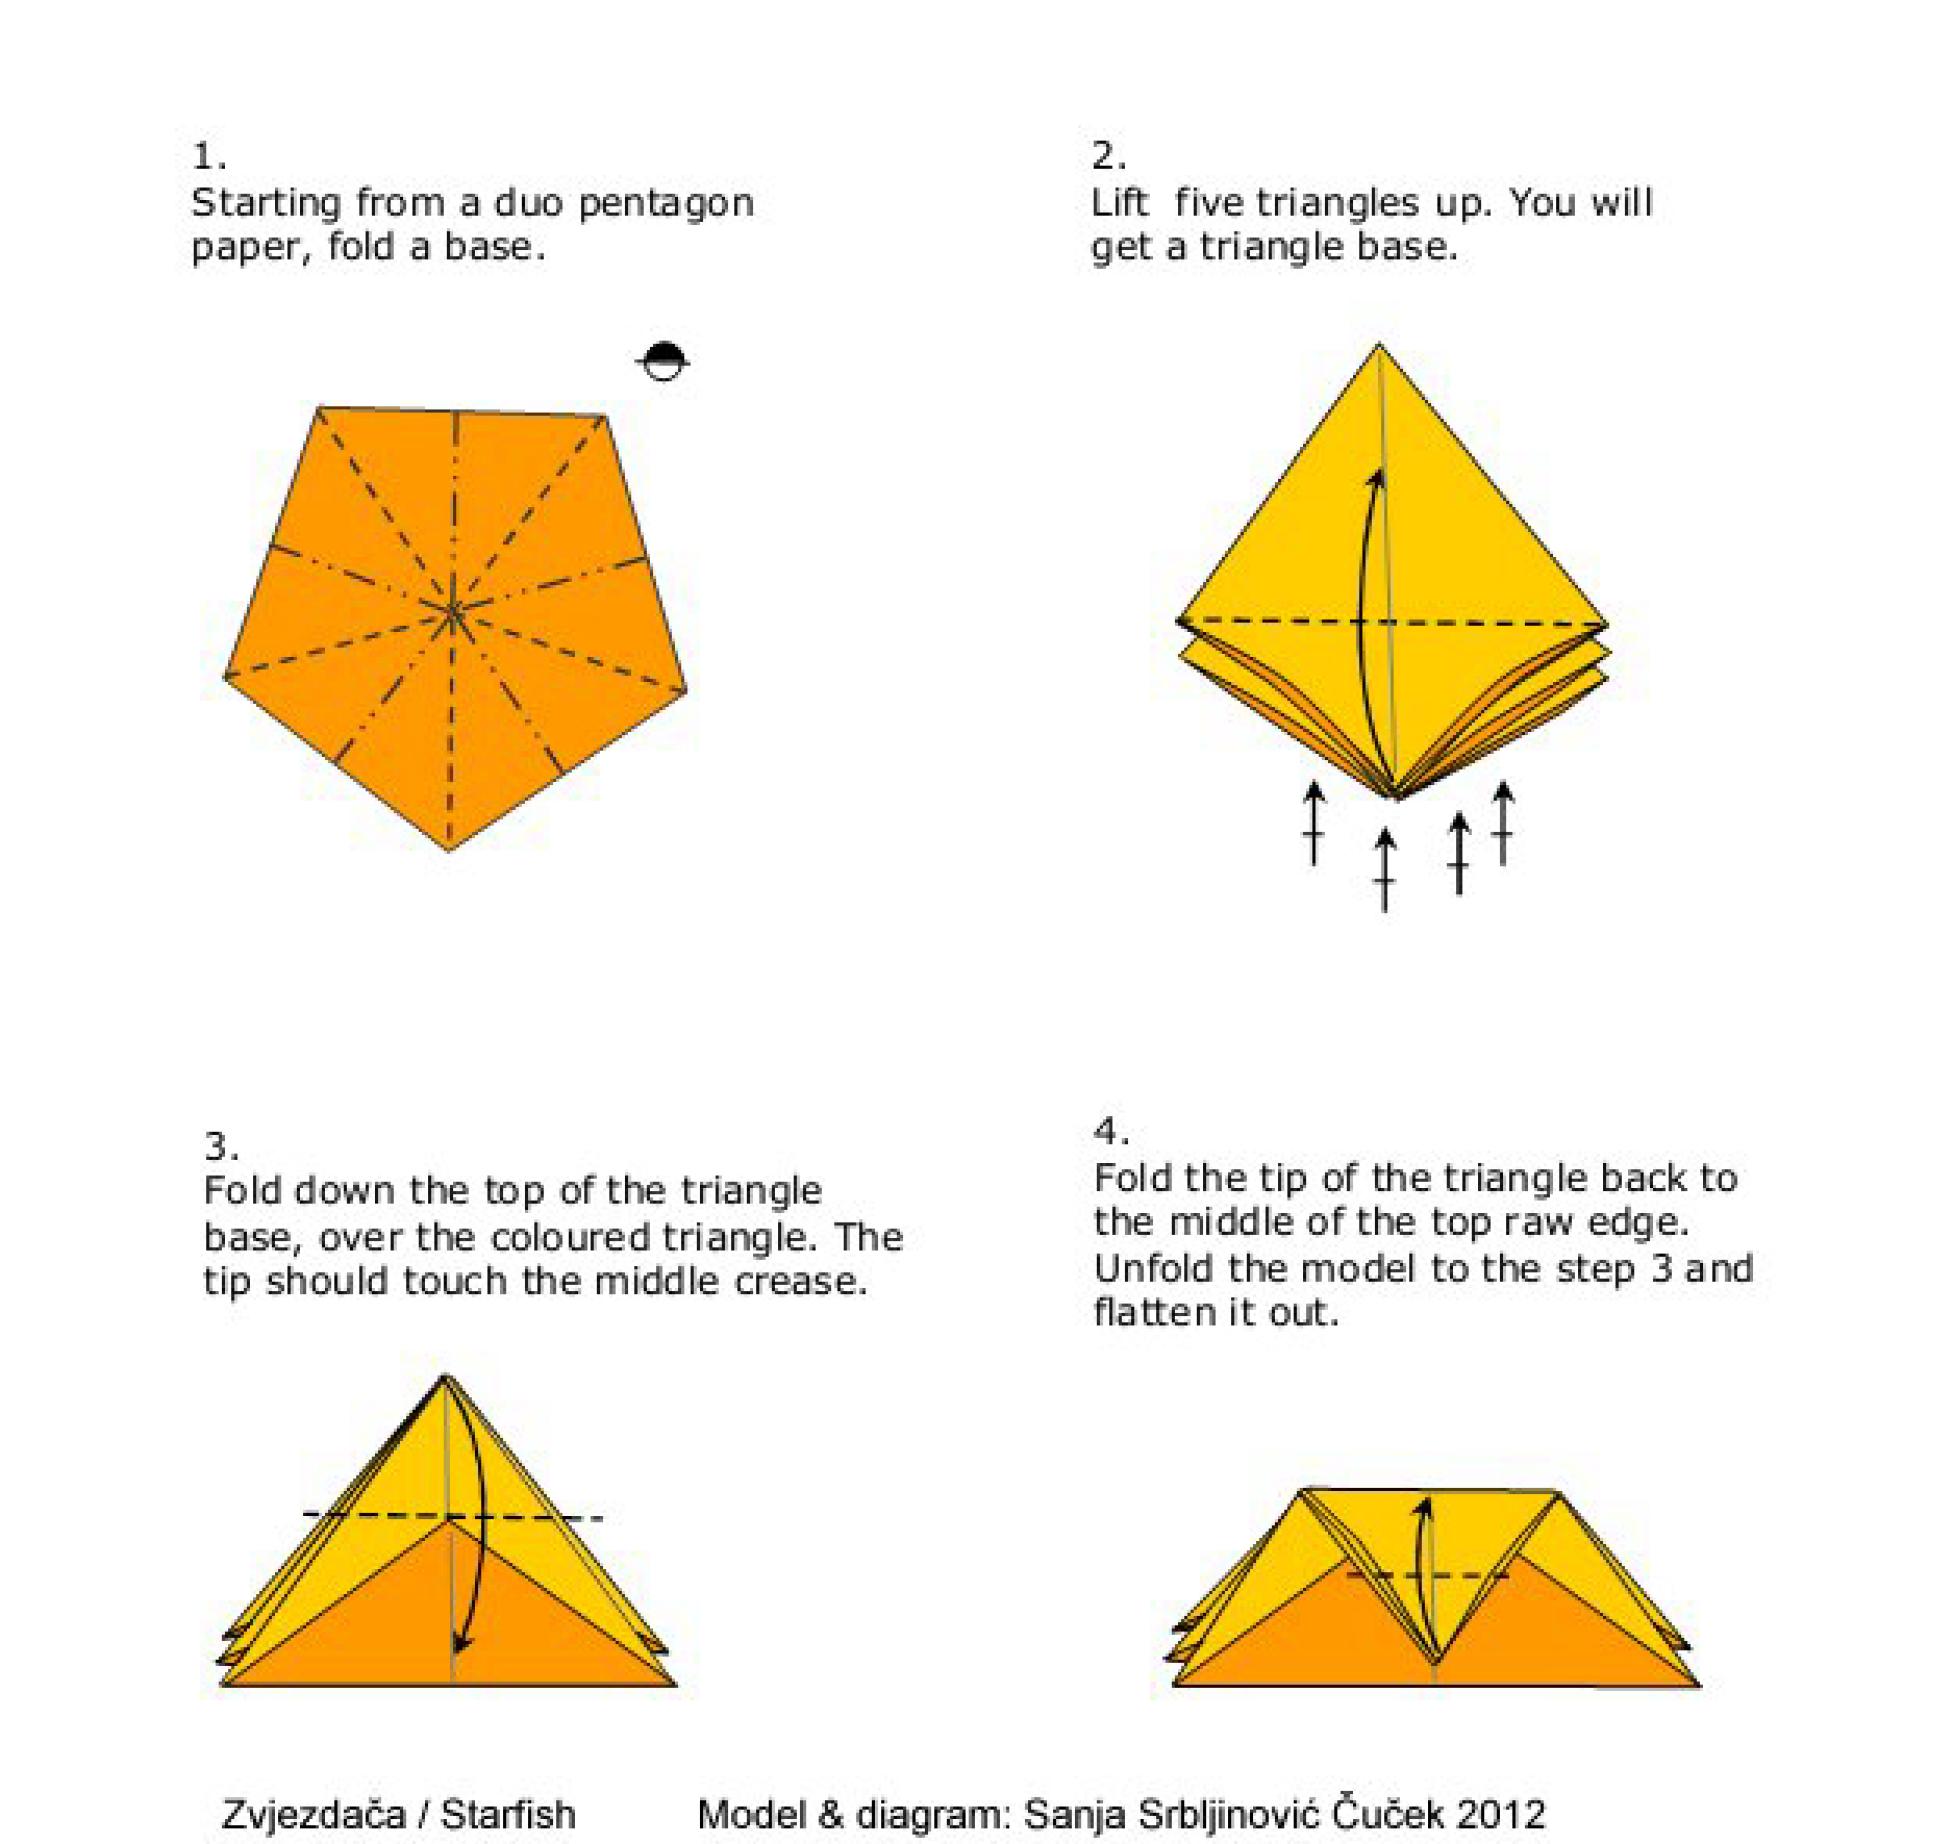 1.
Starting from a duo pentagon
paper, fold a base.
2.
Lift five triangles up. You will
get a triangle base.
3.
Fold down the top of the triangle
base, over the coloured triangle. The
tip should touch the middle crease.
4.
Fold the tip of the triangle back to
the middle of the top raw edge.
Unfold the model to the step 3 and
flatten it out.
Zvjezdača / Starfish
Model & diagram: Sanja Srbljinović Čuček 2012